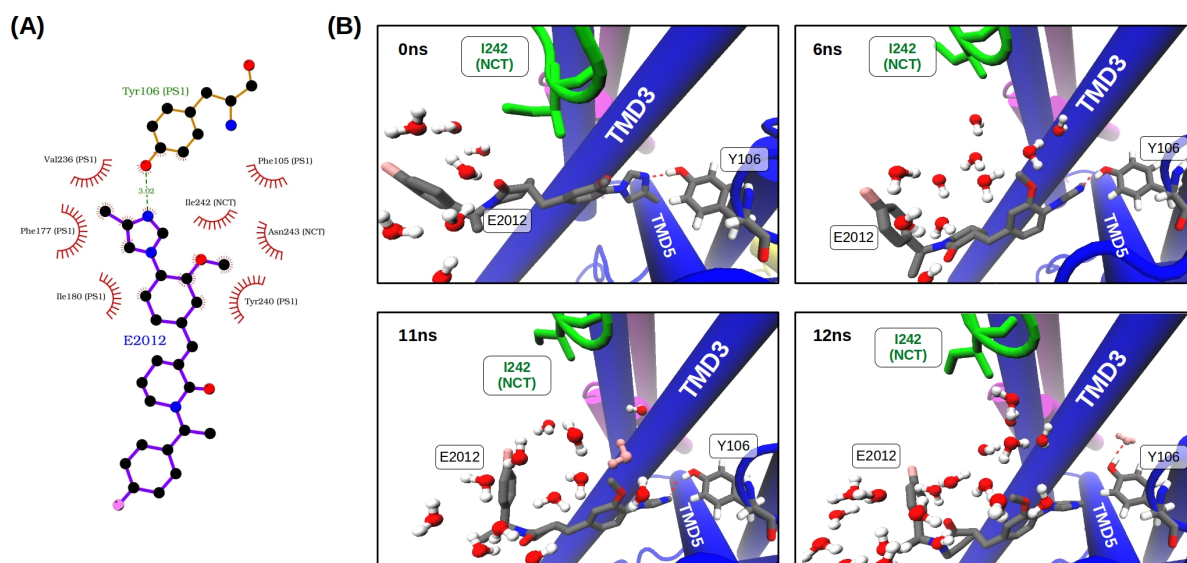 (A)
Tyr106 (PS1)
Val236 (PS1)
Phe105 (PS1)
3.02
Ile242 (NCT)
Phe177 (PS1)
Asn243 (NCT)
Ile180 (PS1)
Tyr240 (PS1)
E2012
(B)
0ns
I242
(NCT)
TMD3
Y106
E2012
TMD5
6ns
I242
(NCT)
TMD3
Y106
E2012
TMD5
11ns
I242
(NCT)
TMD3
Y106
E2012
TMD5
12ns
I242
(NCT)
TMD3
Y106
E2012
TMD5